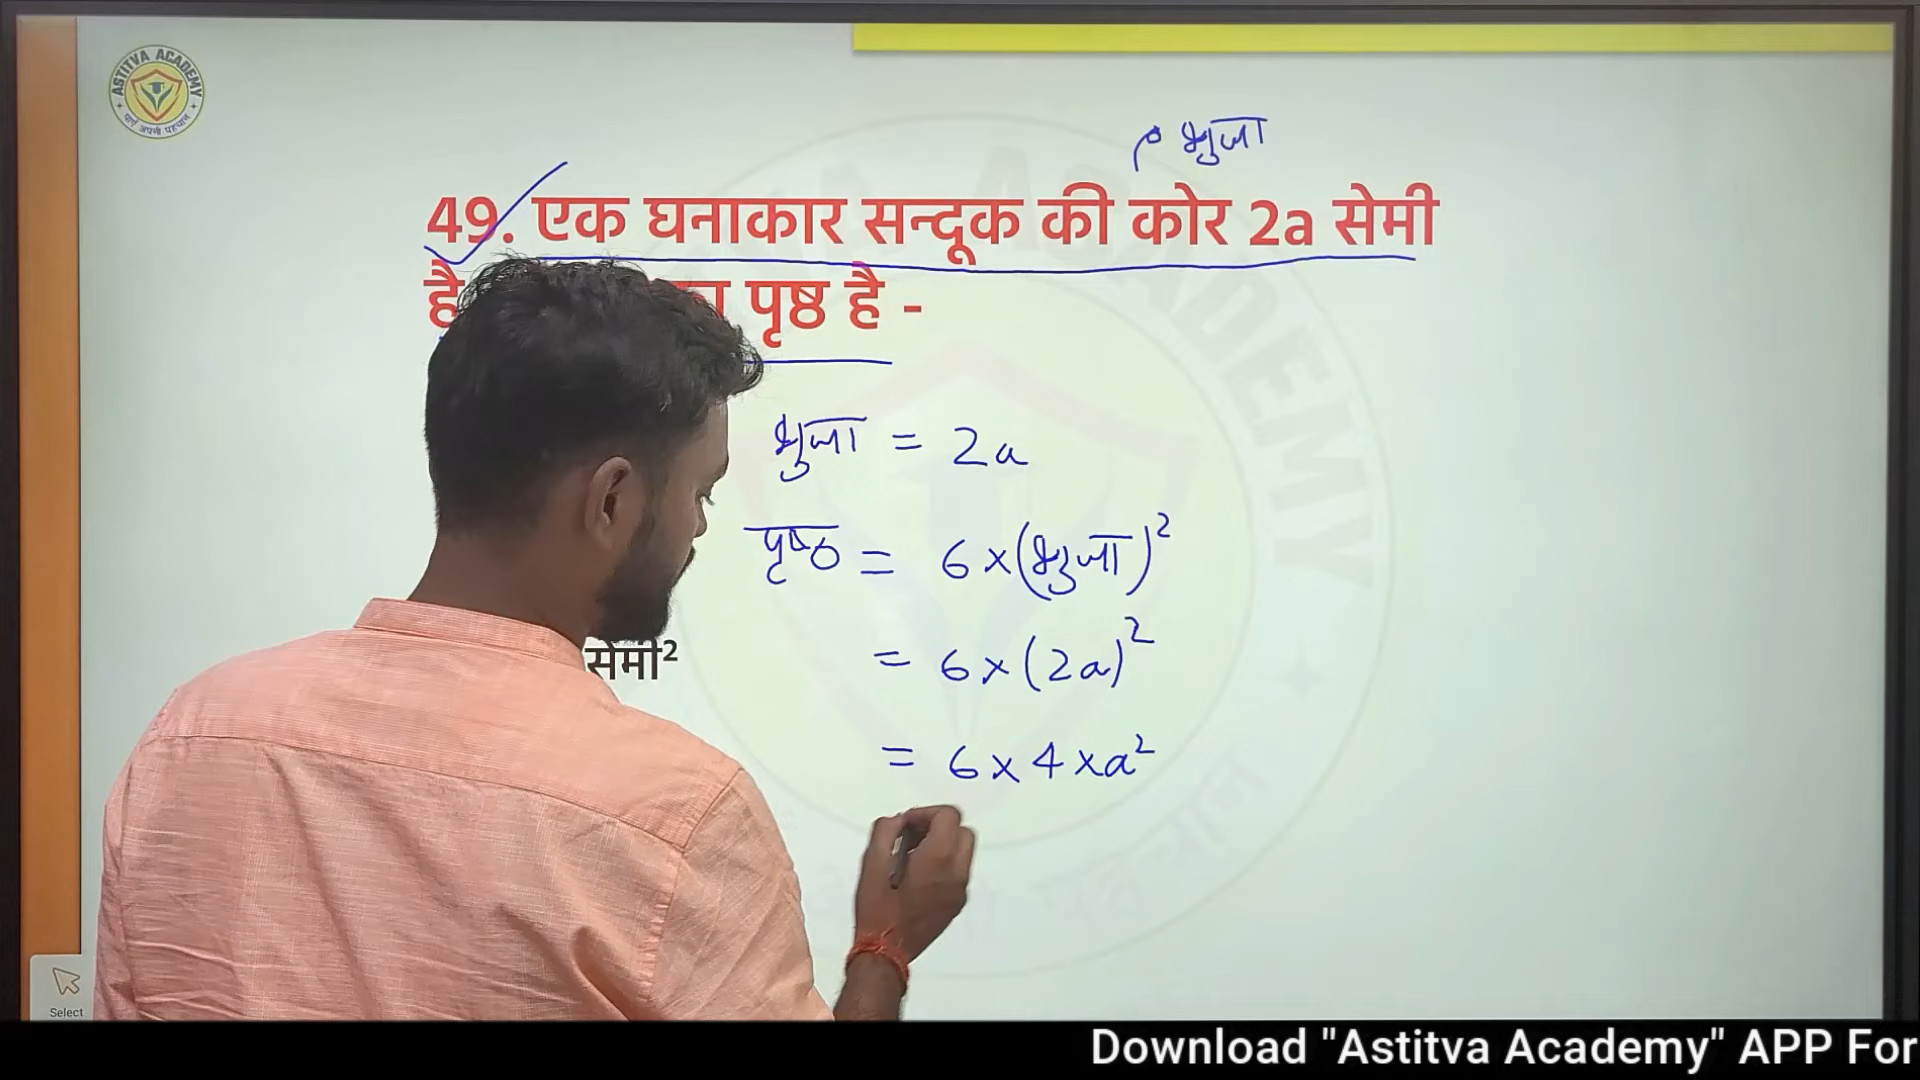 ASTITVA ACADEMY
भुजा
49. एक घनाकार सन्दूक की कोर 2a सेमी
है पृष्ठ है -
भुजा = 2a
पृष्ठ = 6 × (भुजा)²
= 6 × (2a)²
सेमी²
= 6 × 4 × a²
Select
Download "Astitva Academy" APP For